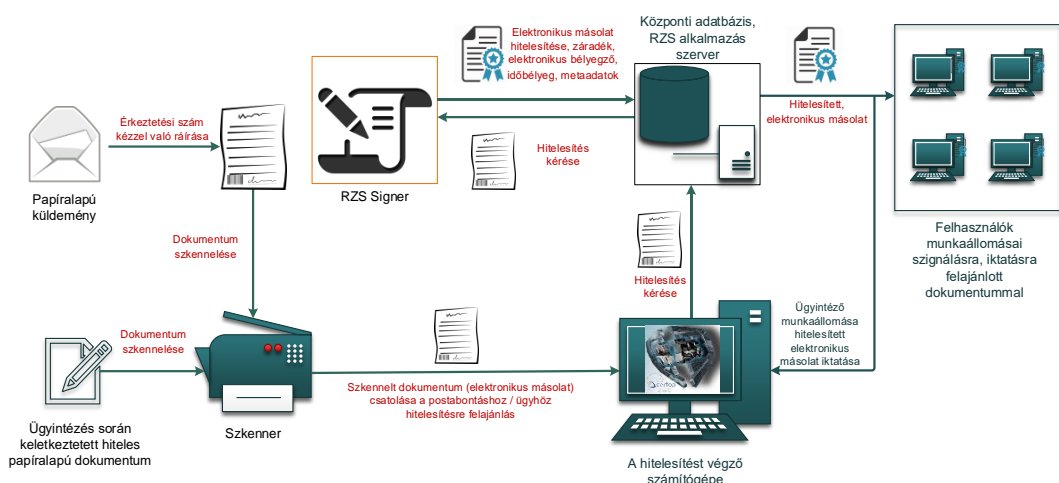 Elektronikus másolat
hitelesítése, záradék,
elektronikus bélyegző,
időbélyeg, metaadatok
Központi adatbázis,
RZS alkalmazás
szerver
Érkeztetési szám
kézzel való ráírása
Hitelesítés
kérése
Hitelesített,
elektronikus másolat
Papíralapú
küldemény
RZS Signer
Felhasználók
munkaállomásai
szignálásra, iktatásra
felajánlott
dokumentummal
Dokumentum
szkennelése
Hitelesítés
kérése
Ügyintéző
munkaállomása
hitelesített
elektronikus
másolat iktatása
Dokumentum
szkennelése
Szkennelt dokumentum (elektronikus másolat)
csatolása a postabontáshoz / ügyhöz
hitelesítésre felajánlás
Ügyintézés során
keletkeztetett hiteles
papíralapú dokumentum
Szkenner
A hitelesítést végző
számítógépe